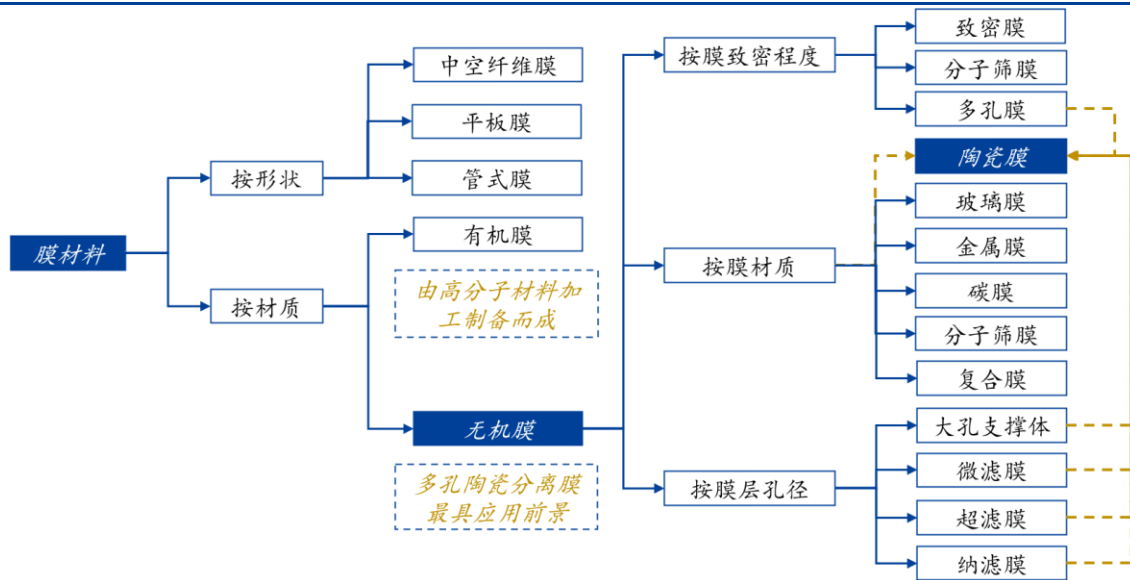 膜材料
按形状
按材质
中空纤维膜
平板膜
管式膜
有机膜
由高分子材料加
工制备而成
无机膜
多孔陶瓷分离膜
最具应用前景
按膜致密程度
按膜材质
按膜层孔径
致密膜
分子筛膜
多孔膜
陶瓷膜
玻璃膜
金属膜
碳膜
分子筛膜
复合膜
大孔支撑体
微滤膜
超滤膜
纳滤膜